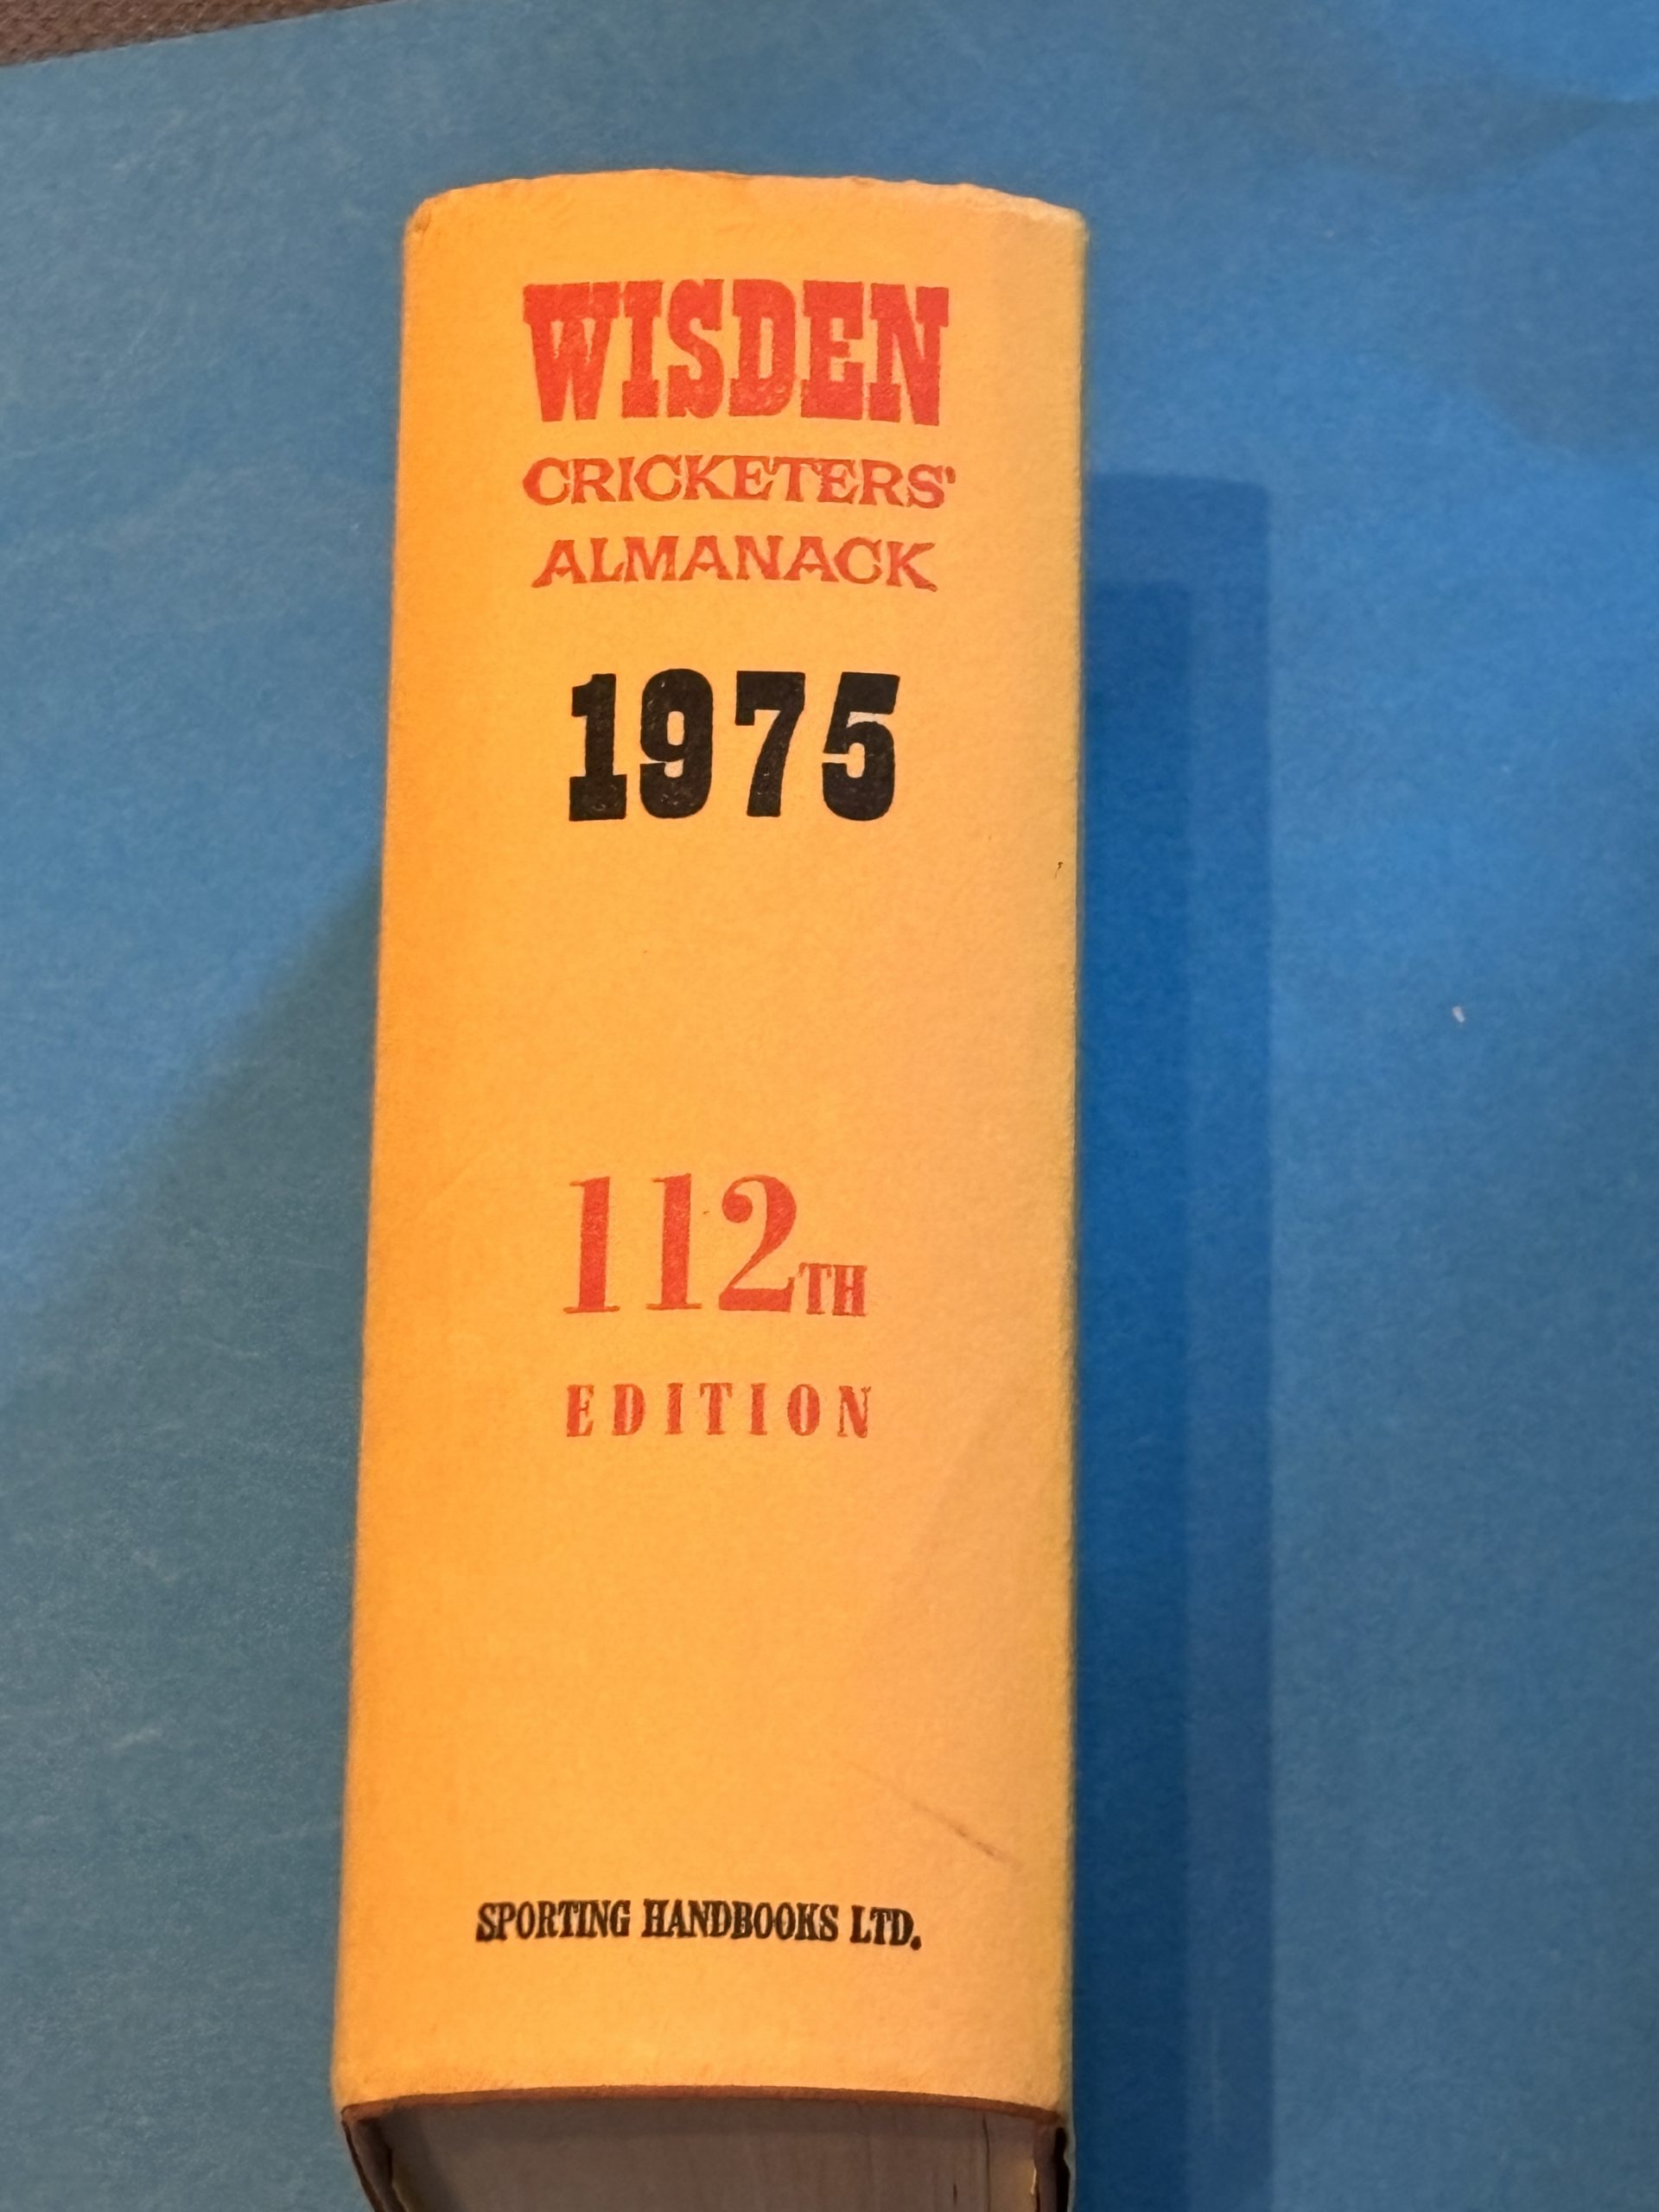 WISDEN
CRICKETERS'
ALMANACK
1975
112TH
EDITION
SPORTING HANDBOOKS LTD.